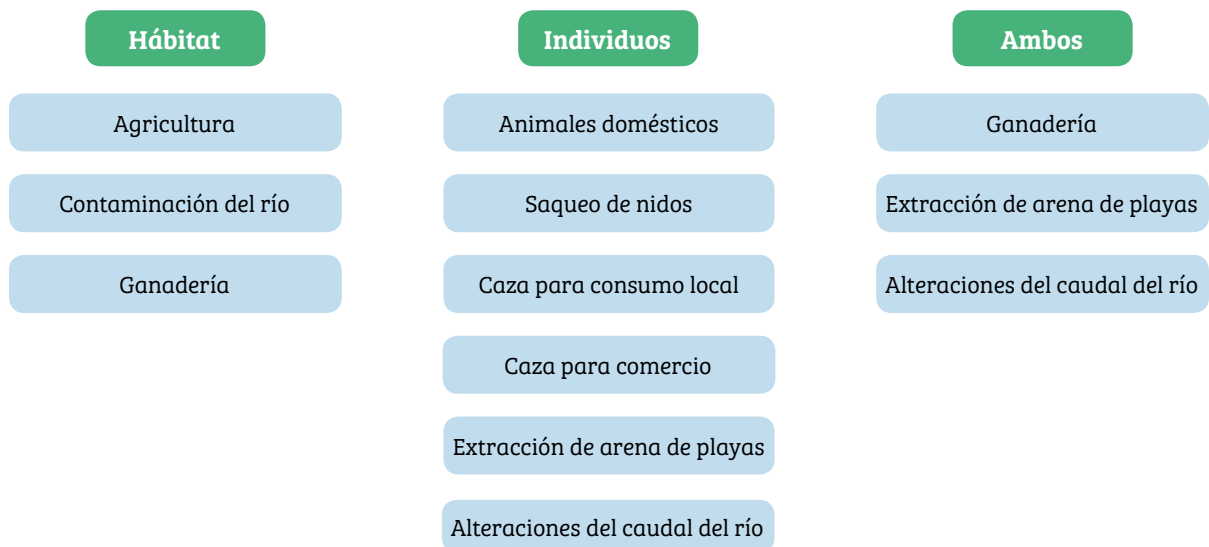 Hábitat
Agricultura
Contaminación del río
Ganadería
Individuos
Animales domésticos
Saqueo de nidos
Caza para consumo local
Caza para comercio
Extracción de arena de playas
Alteraciones del caudal del río
Ambos
Ganadería
Extracción de arena de playas
Alteraciones del caudal del río